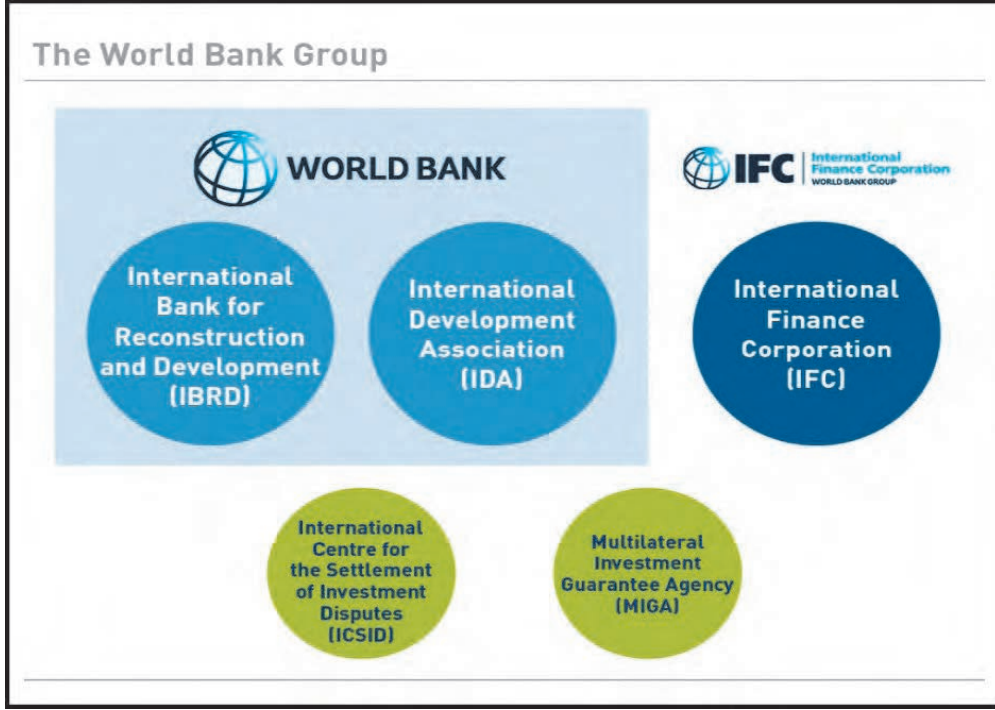 The World Bank Group
WORLD BANK
IFC
International
Finance Corporation
WORLD BANK GROUP
International
Bank for
Reconstruction
and Development
(IBRD)
International
Development
Association
(IDA)
International
Finance
Corporation
(IFC)
International
Centre for
the Settlement
of Investment
Disputes
(ICSID)
Multilateral
Investment
Guarantee Agency
(MIGA)